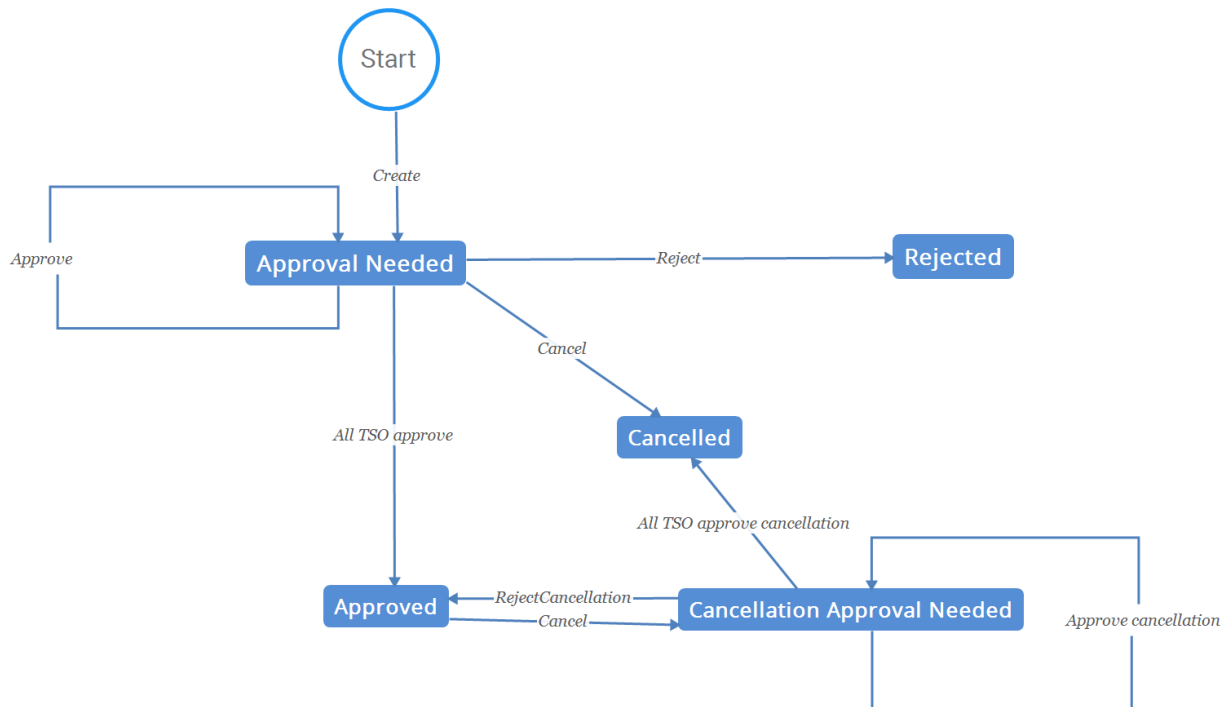 Start
Create
Approve
Approval Needed
Reject
Rejected
Cancel
All TSO approve
Cancelled
All TSO approve cancellation
Approved
RejectCancellation
Cancel
Cancellation Approval Needed
Approve cancellation